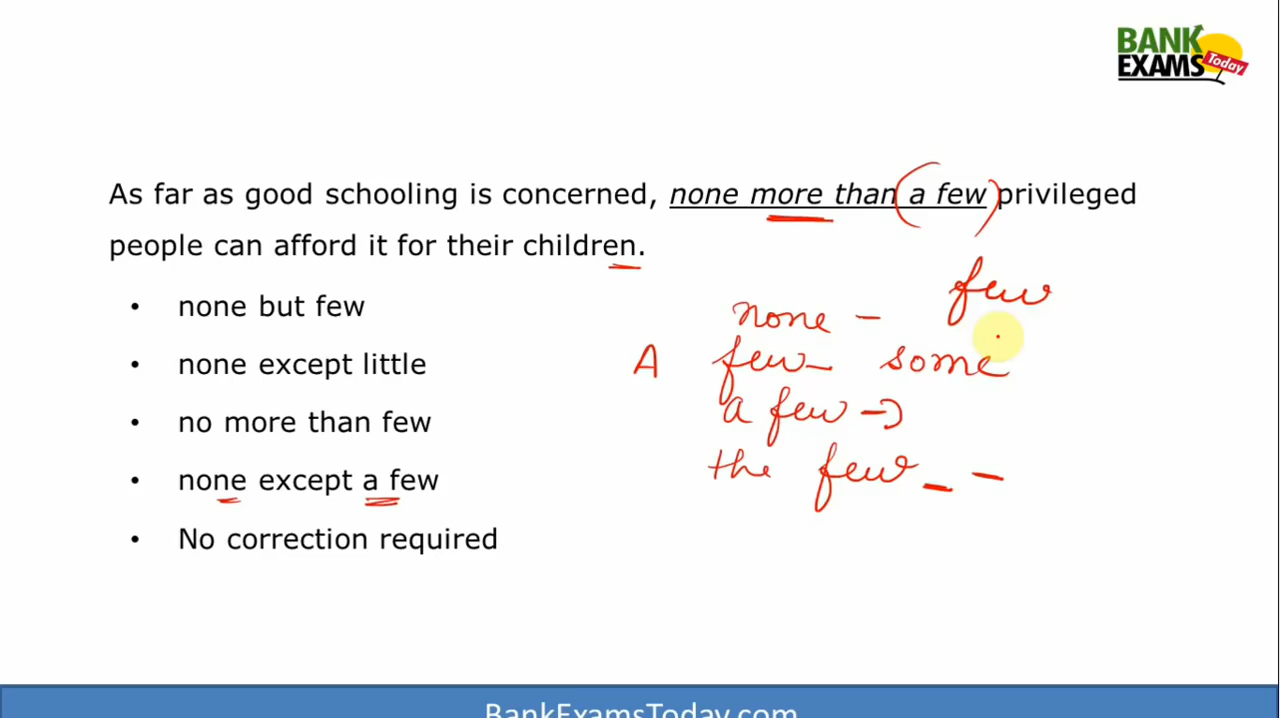 BANK
EXAMS Today
As far as good schooling is concerned, none more than a few privileged
people can afford it for their children.
• none but few
• none except little
• no more than few
• none except a few
• No correction required
few
none –
A few – some
a few →
the few – –
BankExamsToday.com